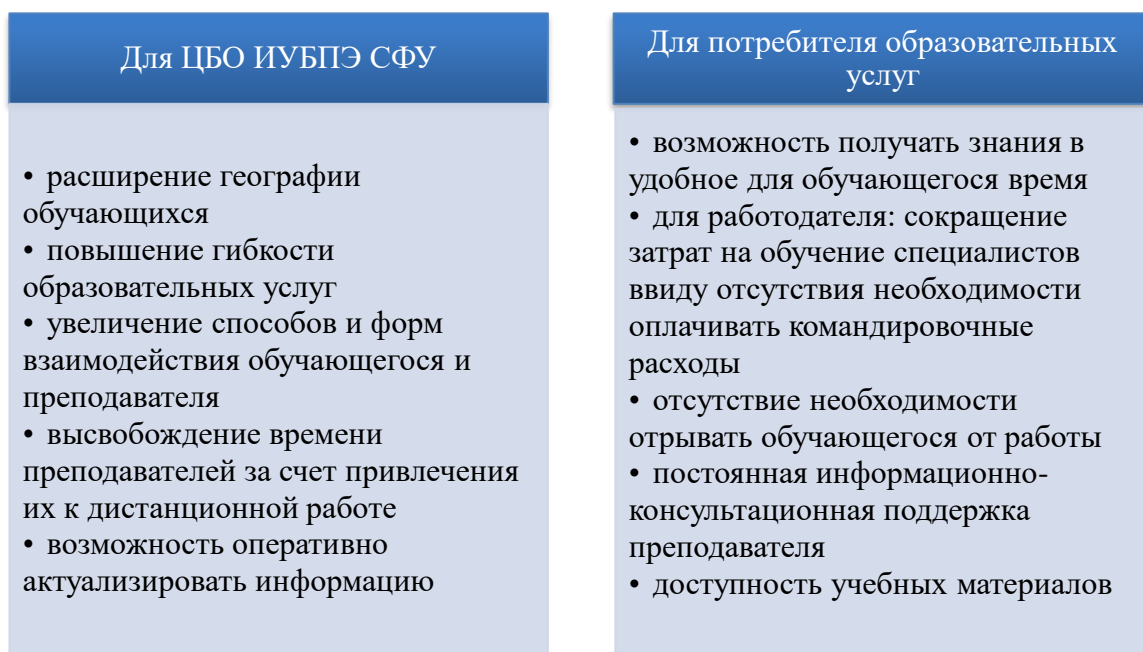 Для ЦБО ИУБПЭ СФУ
• расширение географии
обучающихся
• повышение гибкости
образовательных услуг
• увеличение способов и форм
взаимодействия обучающегося и
преподавателя
• высвобождение времени
преподавателей за счет привлечения
их к дистанционной работе
• возможность оперативно
актуализировать информацию
Для потребителя образовательных
услуг
• возможность получать знания в
удобное для обучающегося время
• для работодателя: сокращение
затрат на обучение специалистов
ввиду отсутствия необходимости
оплачивать командировочные
расходы
• отсутствие необходимости
отрывать обучающегося от работы
• постоянная информационно-
консультационная поддержка
преподавателя
• доступность учебных материалов